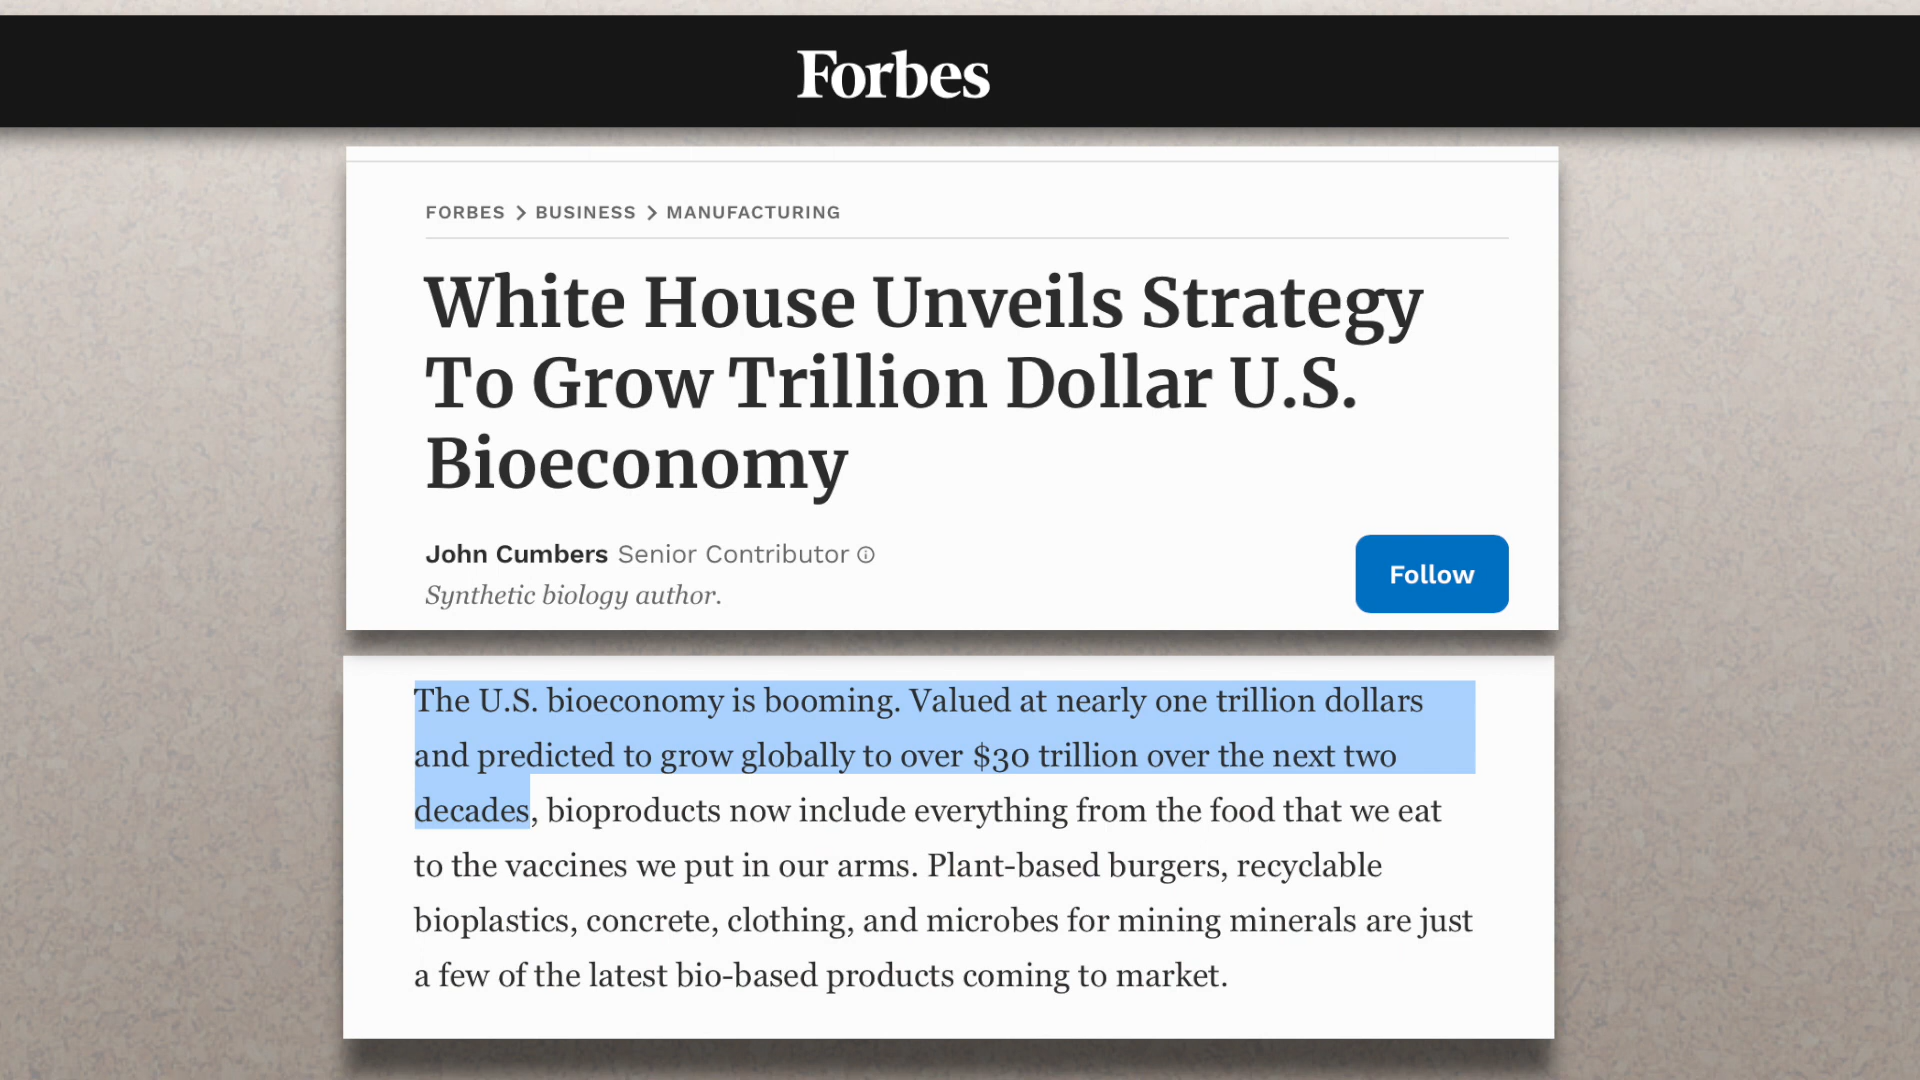 Forbes
FORBES > BUSINESS > MANUFACTURING
White House Unveils Strategy
To Grow Trillion Dollar U.S.
Bioeconomy
John Cumbers Senior Contributor
Synthetic biology author.
Follow
The U.S. bioeconomy is booming. Valued at nearly one trillion dollars
and predicted to grow globally to over $30 trillion over the next two
decades, bioproducts now include everything from the food that we eat
to the vaccines we put in our arms. Plant-based burgers, recyclable
bioplastics, concrete, clothing, and microbes for mining minerals are just
a few of the latest bio-based products coming to market.